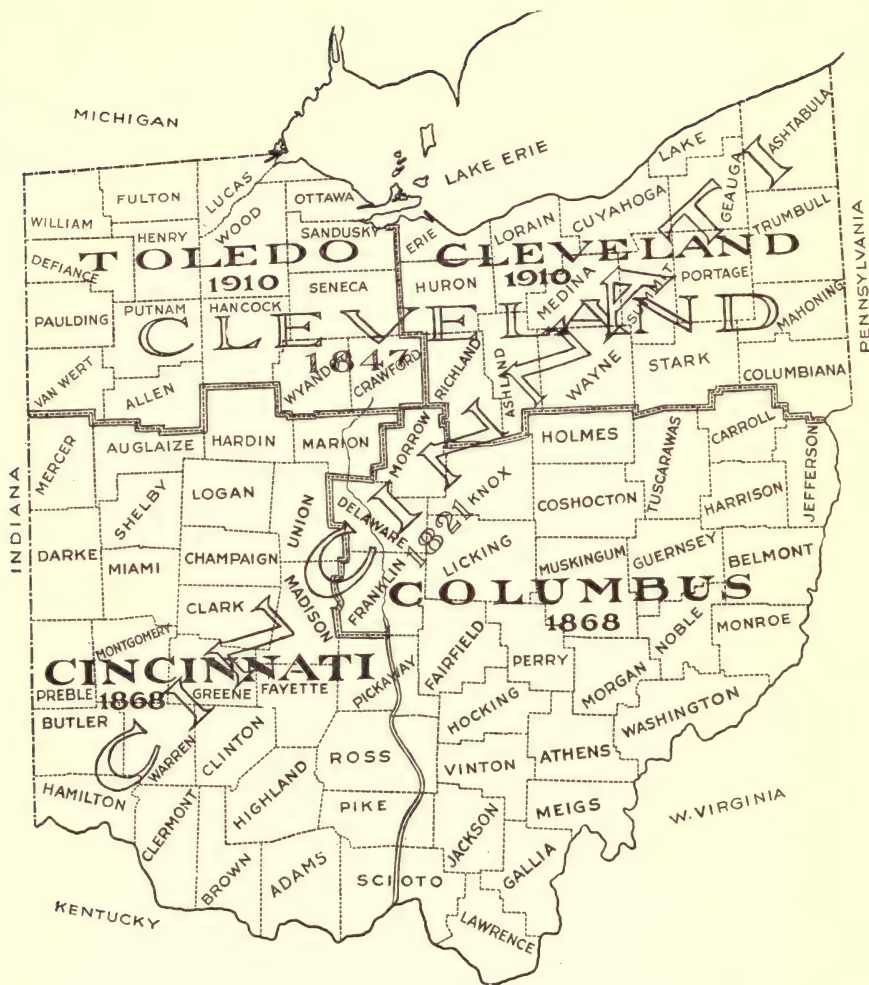 MICHIGAN
LAKE ERIE
LAKE
ASHTABULA
GEAUGA
LUCAS
FULTON
OTTAWA
WILLIAM
WOOD
HENRY
SANDUSKY
ERIE
LORAIN
CUYAHOGA
TRUMBULL
PENNSYLVANIA
DEFIANCE
TOLEDO
1910
CLEVELAND
1910
SENECA
HURON
MEDINA
SUMMIT
PORTAGE
PAULDING
PUTNAM
HANCOCK
CLEVELAND
1847
MAHONING
VAN WERT
ALLEN
WYANDOT
CRAWFORD
RICHLAND
ASHLAND
WAYNE
STARK
COLUMBIANA
INDIANA
MERCER
AUGLAIZE
HARDIN
MARION
MORROW
HOLMES
TUSCARAWAS
CARROLL
JEFFERSON
SHELBY
LOGAN
UNION
DELAWARE
KNOX
COSHOCTON
HARRISON
CINCINNATI
1821
DARKE
MIAMI
CHAMPAIGN
LICKING
MUSKINGUM
GUERNSEY
BELMONT
CLARK
MADISON
FRANKLIN
COLUMBUS
1868
NOBLE
MONROE
MONTGOMERY
CINCINNATI
1868
PREBLE
GREENE
FAYETTE
PICKAWAY
FAIRFIELD
PERRY
MORGAN
WASHINGTON
BUTLER
WARREN
CLINTON
HOCKING
ROSS
VINTON
ATHENS
HAMILTON
CLERMONT
HIGHLAND
PIKE
JACKSON
MEIGS
W. VIRGINIA
BROWN
ADAMS
SCIOTO
GALLIA
LAWRENCE
KENTUCKY